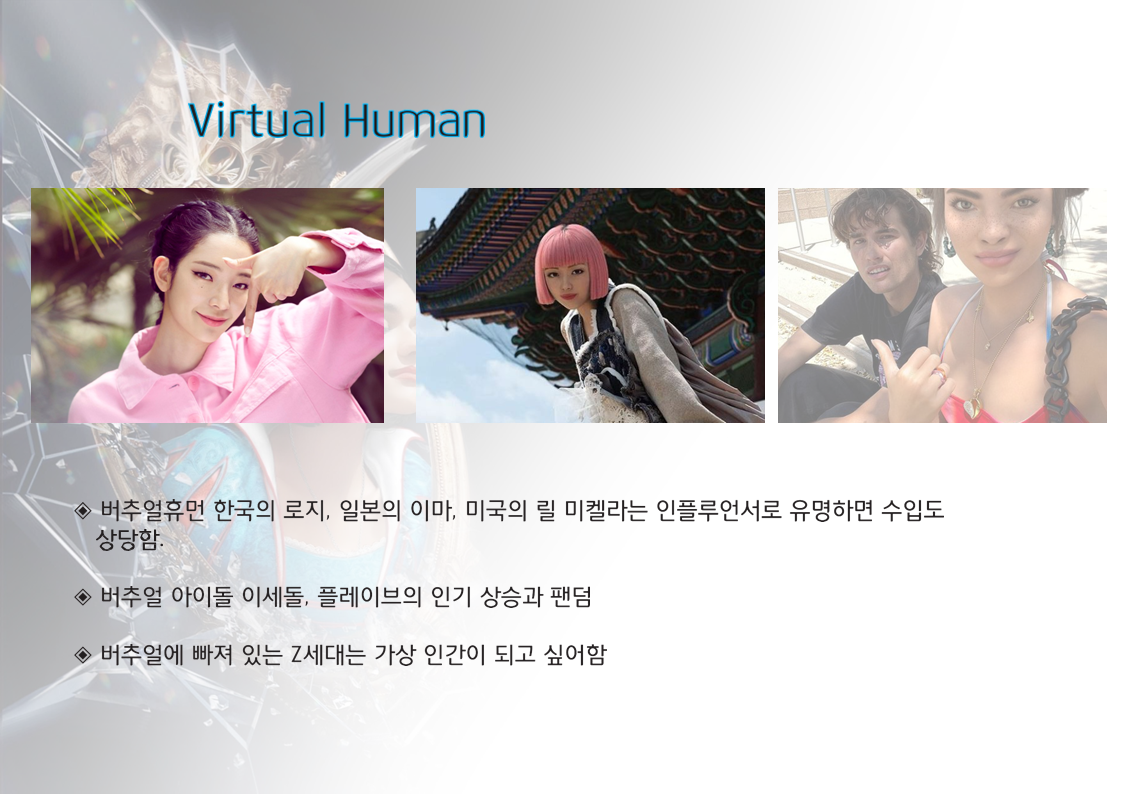 Virtual Human
◈ 버추얼휴먼 한국의 로지, 일본의 이마, 미국의 릴 미켈라는 인플루언서로 유명하면 수입도
상당함.
◈ 버추얼 아이돌 이세돌, 플레이브의 인기 상승과 팬덤
◈ 버추얼에 빠져 있는 Z세대는 가상 인간이 되고 싶어함